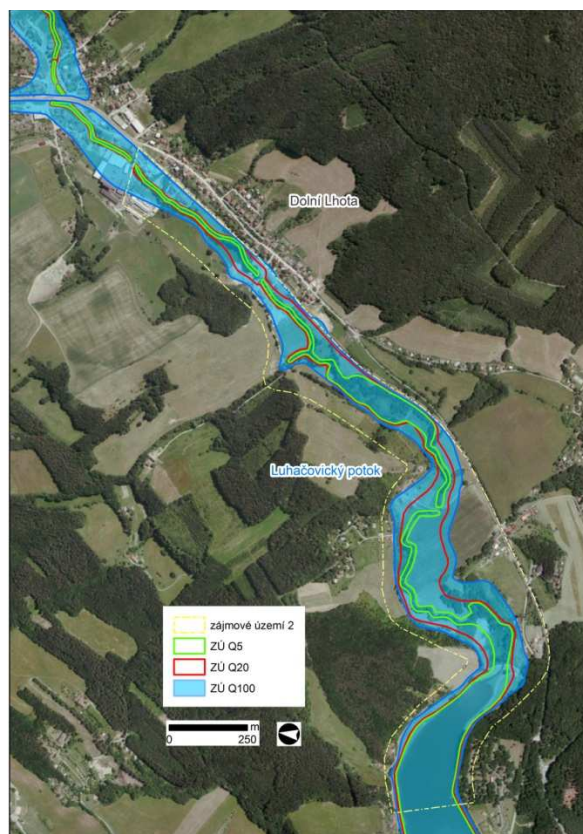 Dolní Lhota
Luhačovický potok
zájmové území 2
ZÚ Q5
ZÚ Q20
ZÚ Q100
m
0 250